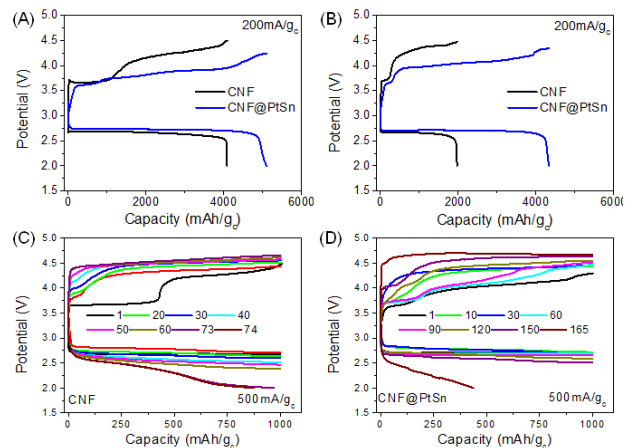 (A)
200mA/gc
CNF
CNF@PtSn
Potential (V)
5.0
4.5
4.0
3.5
3.0
2.5
2.0
1.5
0 2000 4000 6000
Capacity (mAh/gc)
(B)
200mA/gc
CNF
CNF@PtSn
Potential (V)
5.0
4.5
4.0
3.5
3.0
2.5
2.0
1.5
0 2000 4000 6000
Capacity (mAh/gc)
(C)
1 20 30 40
50 60 73 74
CNF
500mA/gc
Potential (V)
5.0
4.5
4.0
3.5
3.0
2.5
2.0
1.5
0 250 500 750 1000
Capacity (mAh/gc)
(D)
1 10 30 60
90 120 150 165
CNF@PtSn
500mA/gc
Potential (V)
5.0
4.5
4.0
3.5
3.0
2.5
2.0
1.5
0 250 500 750 1000
Capacity (mAh/gc)